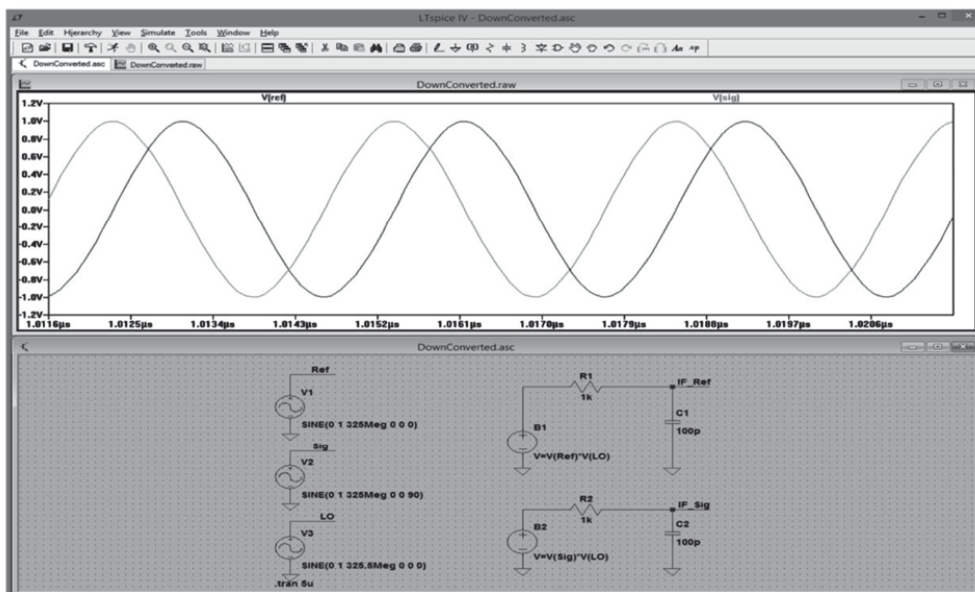 LTspice IV - DownConverted.asc
File Edit Hierarchy View Simulate Tools Window Help
DownConverted.asc DownConverted.raw
DownConverted.raw
V(ref) V(sig)
1.2V
1.0V
0.8V
0.6V
0.4V
0.2V
0.0V
-0.2V
-0.4V
-0.6V
-0.8V
-1.0V
-1.2V
1.0116µs 1.0125µs 1.0134µs 1.0143µs 1.0152µs 1.0161µs 1.0170µs 1.0179µs 1.0188µs 1.0197µs 1.0206µs
DownConverted.asc
Ref
V1
SINE(0 1 325Meg 0 0 0)
Sig
V2
SINE(0 1 325Meg 0 0 90)
LO
V3
SINE(0 1 325.5Meg 0 0 0)
.tran 5u
R1
1k
IF_Ref
C1
100p
B1
V=V(Ref)*V(LO)
R2
1k
IF_Sig
C2
100p
B2
V=V(Sig)*V(LO)